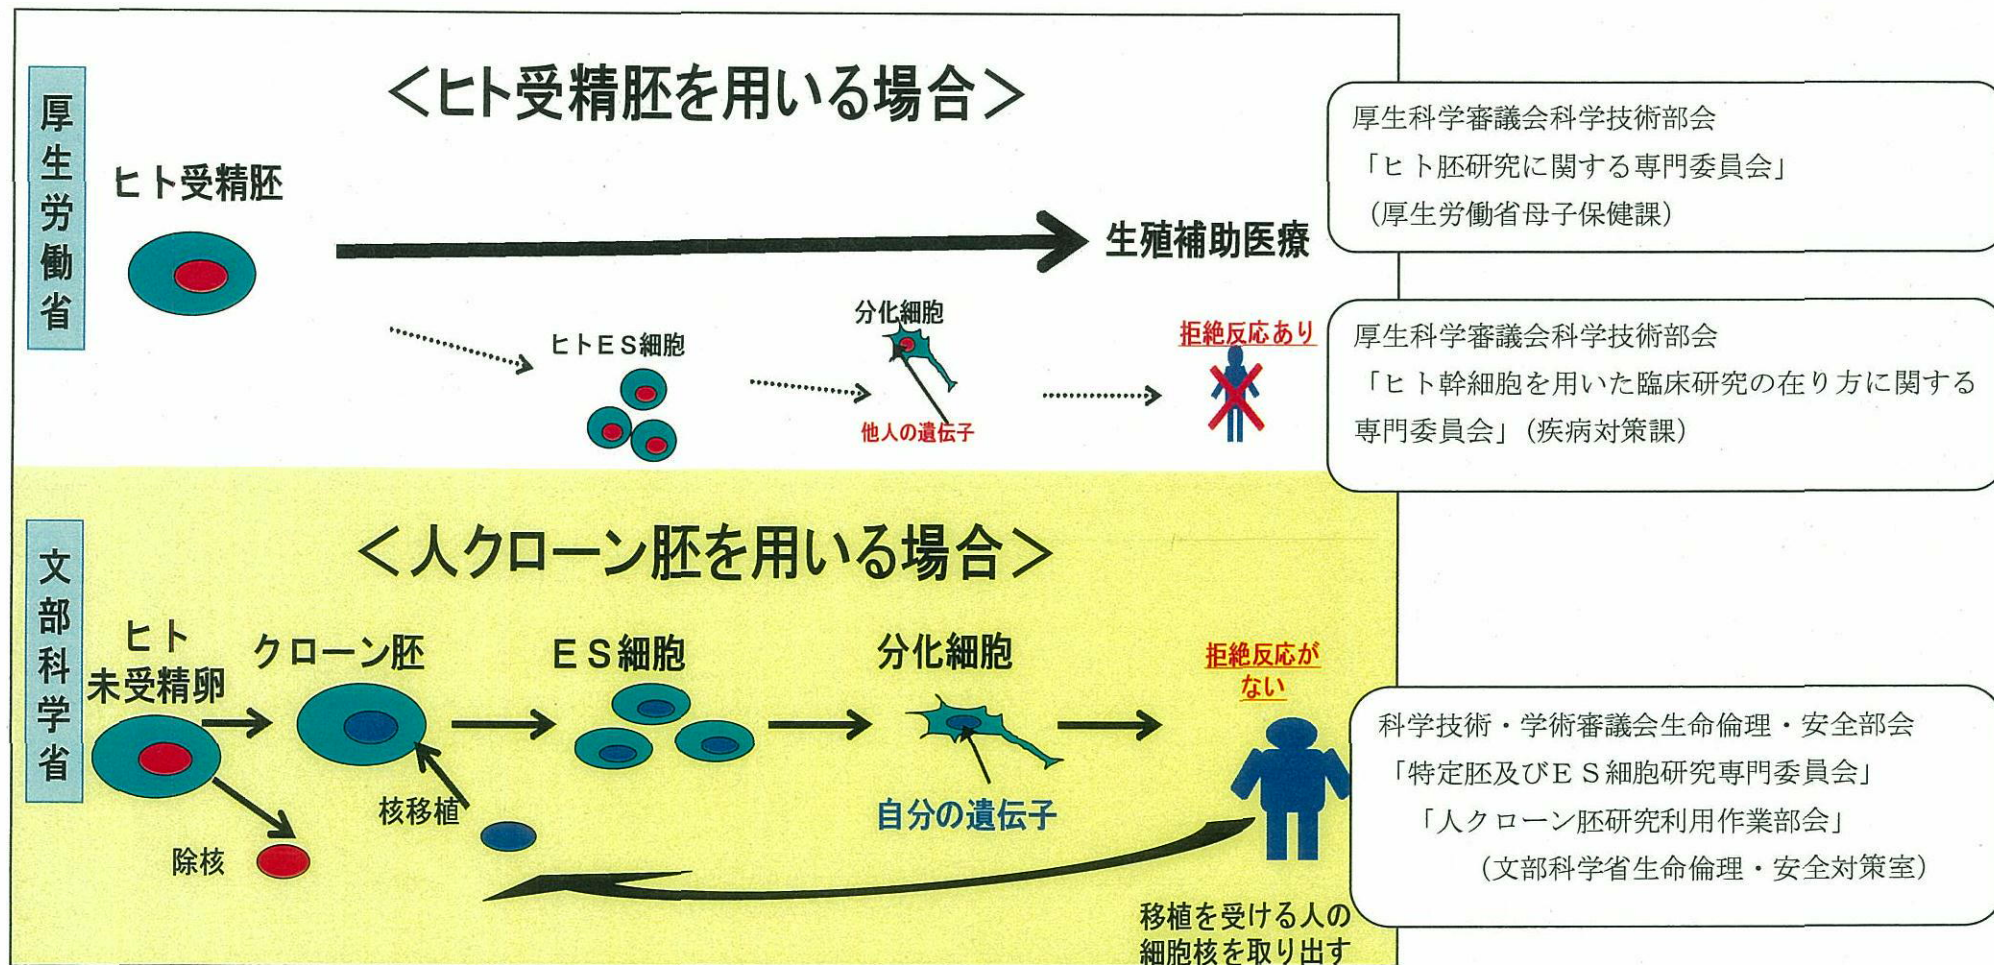 厚生労働省
＜ヒト受精胚を用いる場合＞
ヒト受精胚
生殖補助医療
ヒトＥＳ細胞
分化細胞
他人の遺伝子
拒絶反応あり
厚生科学審議会科学技術部会
「ヒト胚研究に関する専門委員会」
（厚生労働省母子保健課）
厚生科学審議会科学技術部会
「ヒト幹細胞を用いた臨床研究の在り方に関する
専門委員会」（疾病対策課）
文部科学省
＜人クローン胚を用いる場合＞
ヒト
未受精卵
クローン胚
ＥＳ細胞
分化細胞
拒絶反応が
ない
除核
核移植
自分の遺伝子
移植を受ける人の
細胞核を取り出す
科学技術・学術審議会生命倫理・安全部会
「特定胚及びＥＳ細胞研究専門委員会」
「人クローン胚研究利用作業部会」
（文部科学省生命倫理・安全対策室）